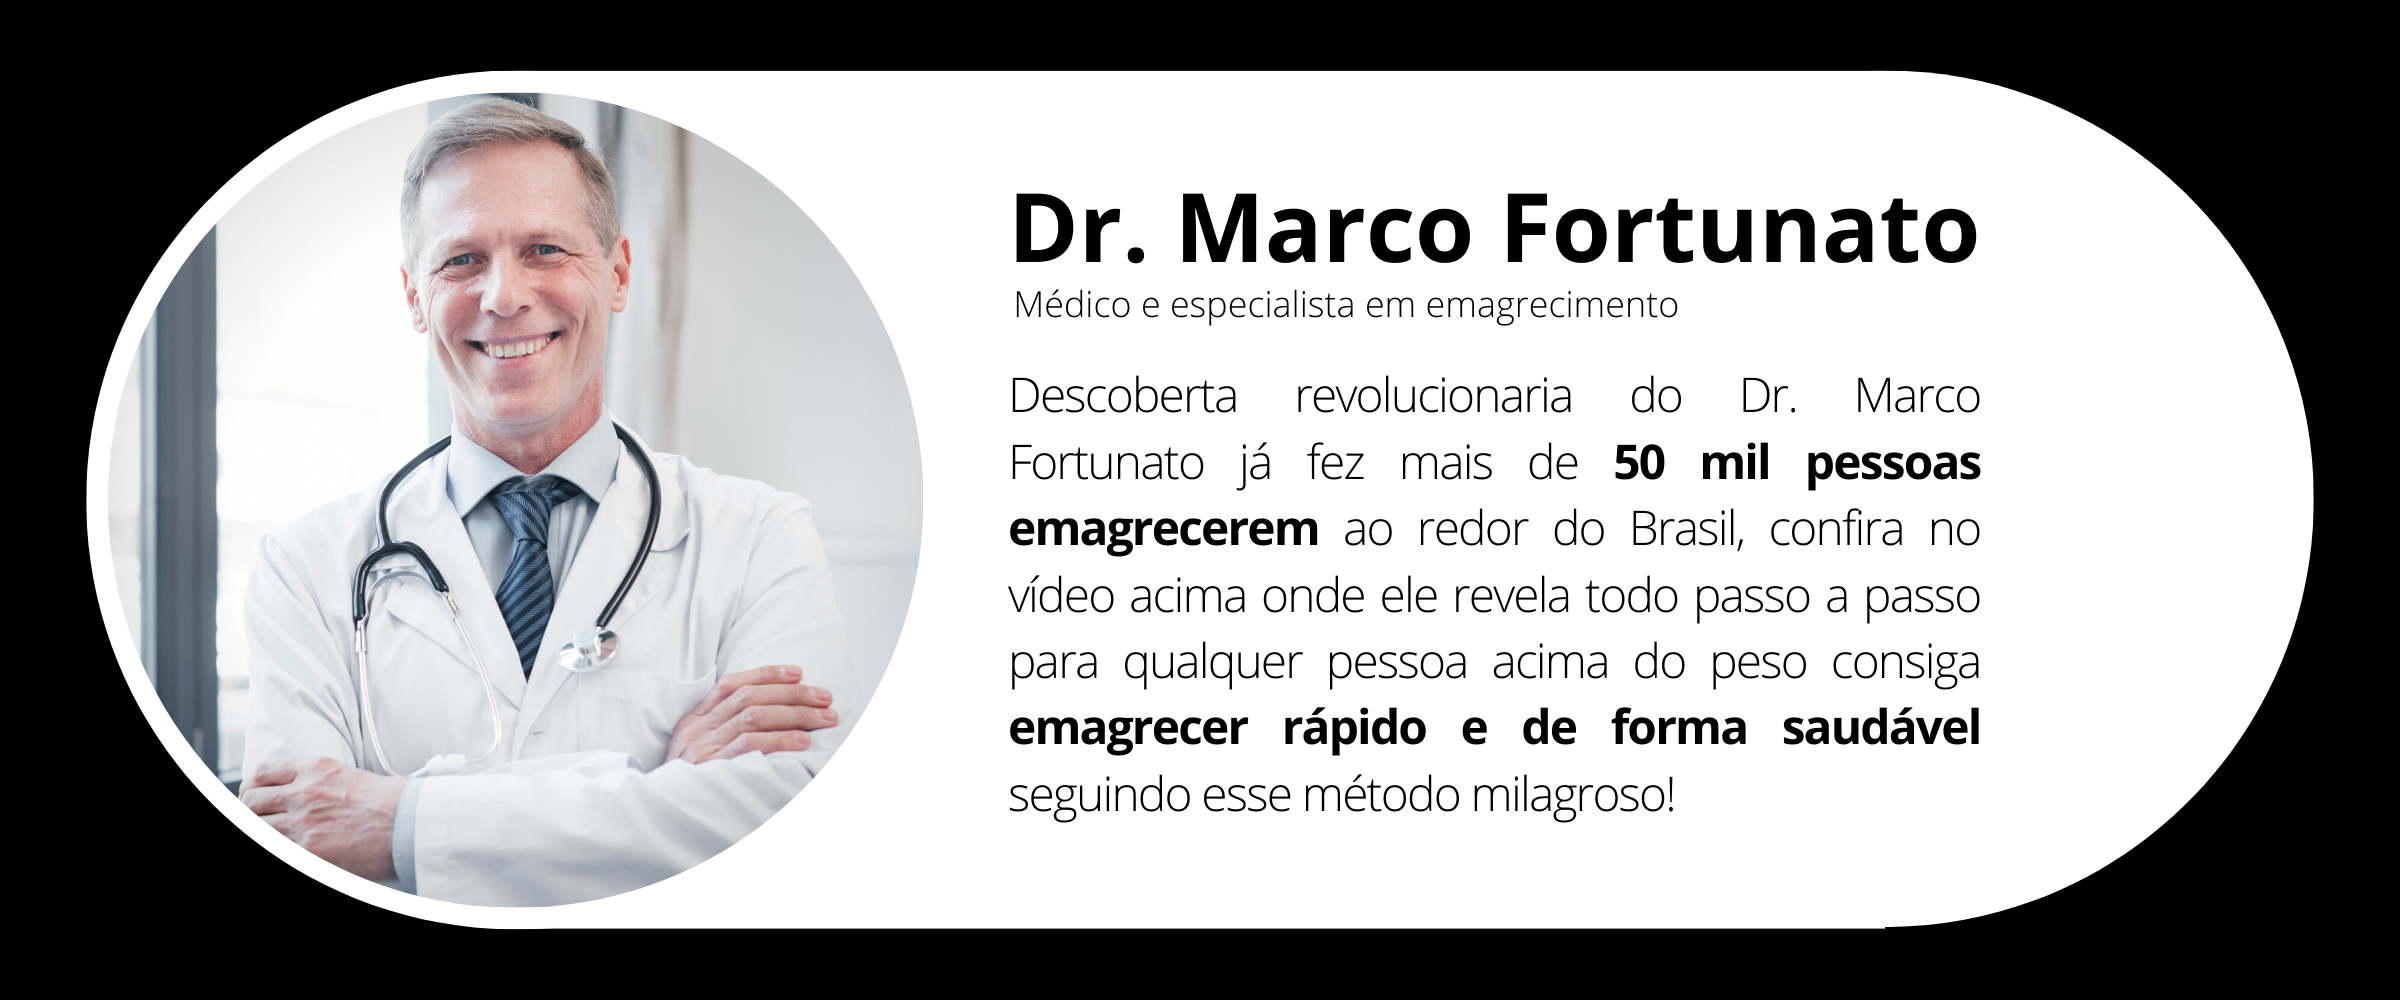 Dr. Marco Fortunato
Médico e especialista em emagrecimento
Descoberta revolucionaria do Dr. Marco
Fortunato já fez mais de 50 mil pessoas
emagrecerem ao redor do Brasil, confira no
vídeo acima onde ele revela todo passo a passo
para qualquer pessoa acima do peso consiga
emagrecer rápido e de forma saudável
seguindo esse método milagroso!